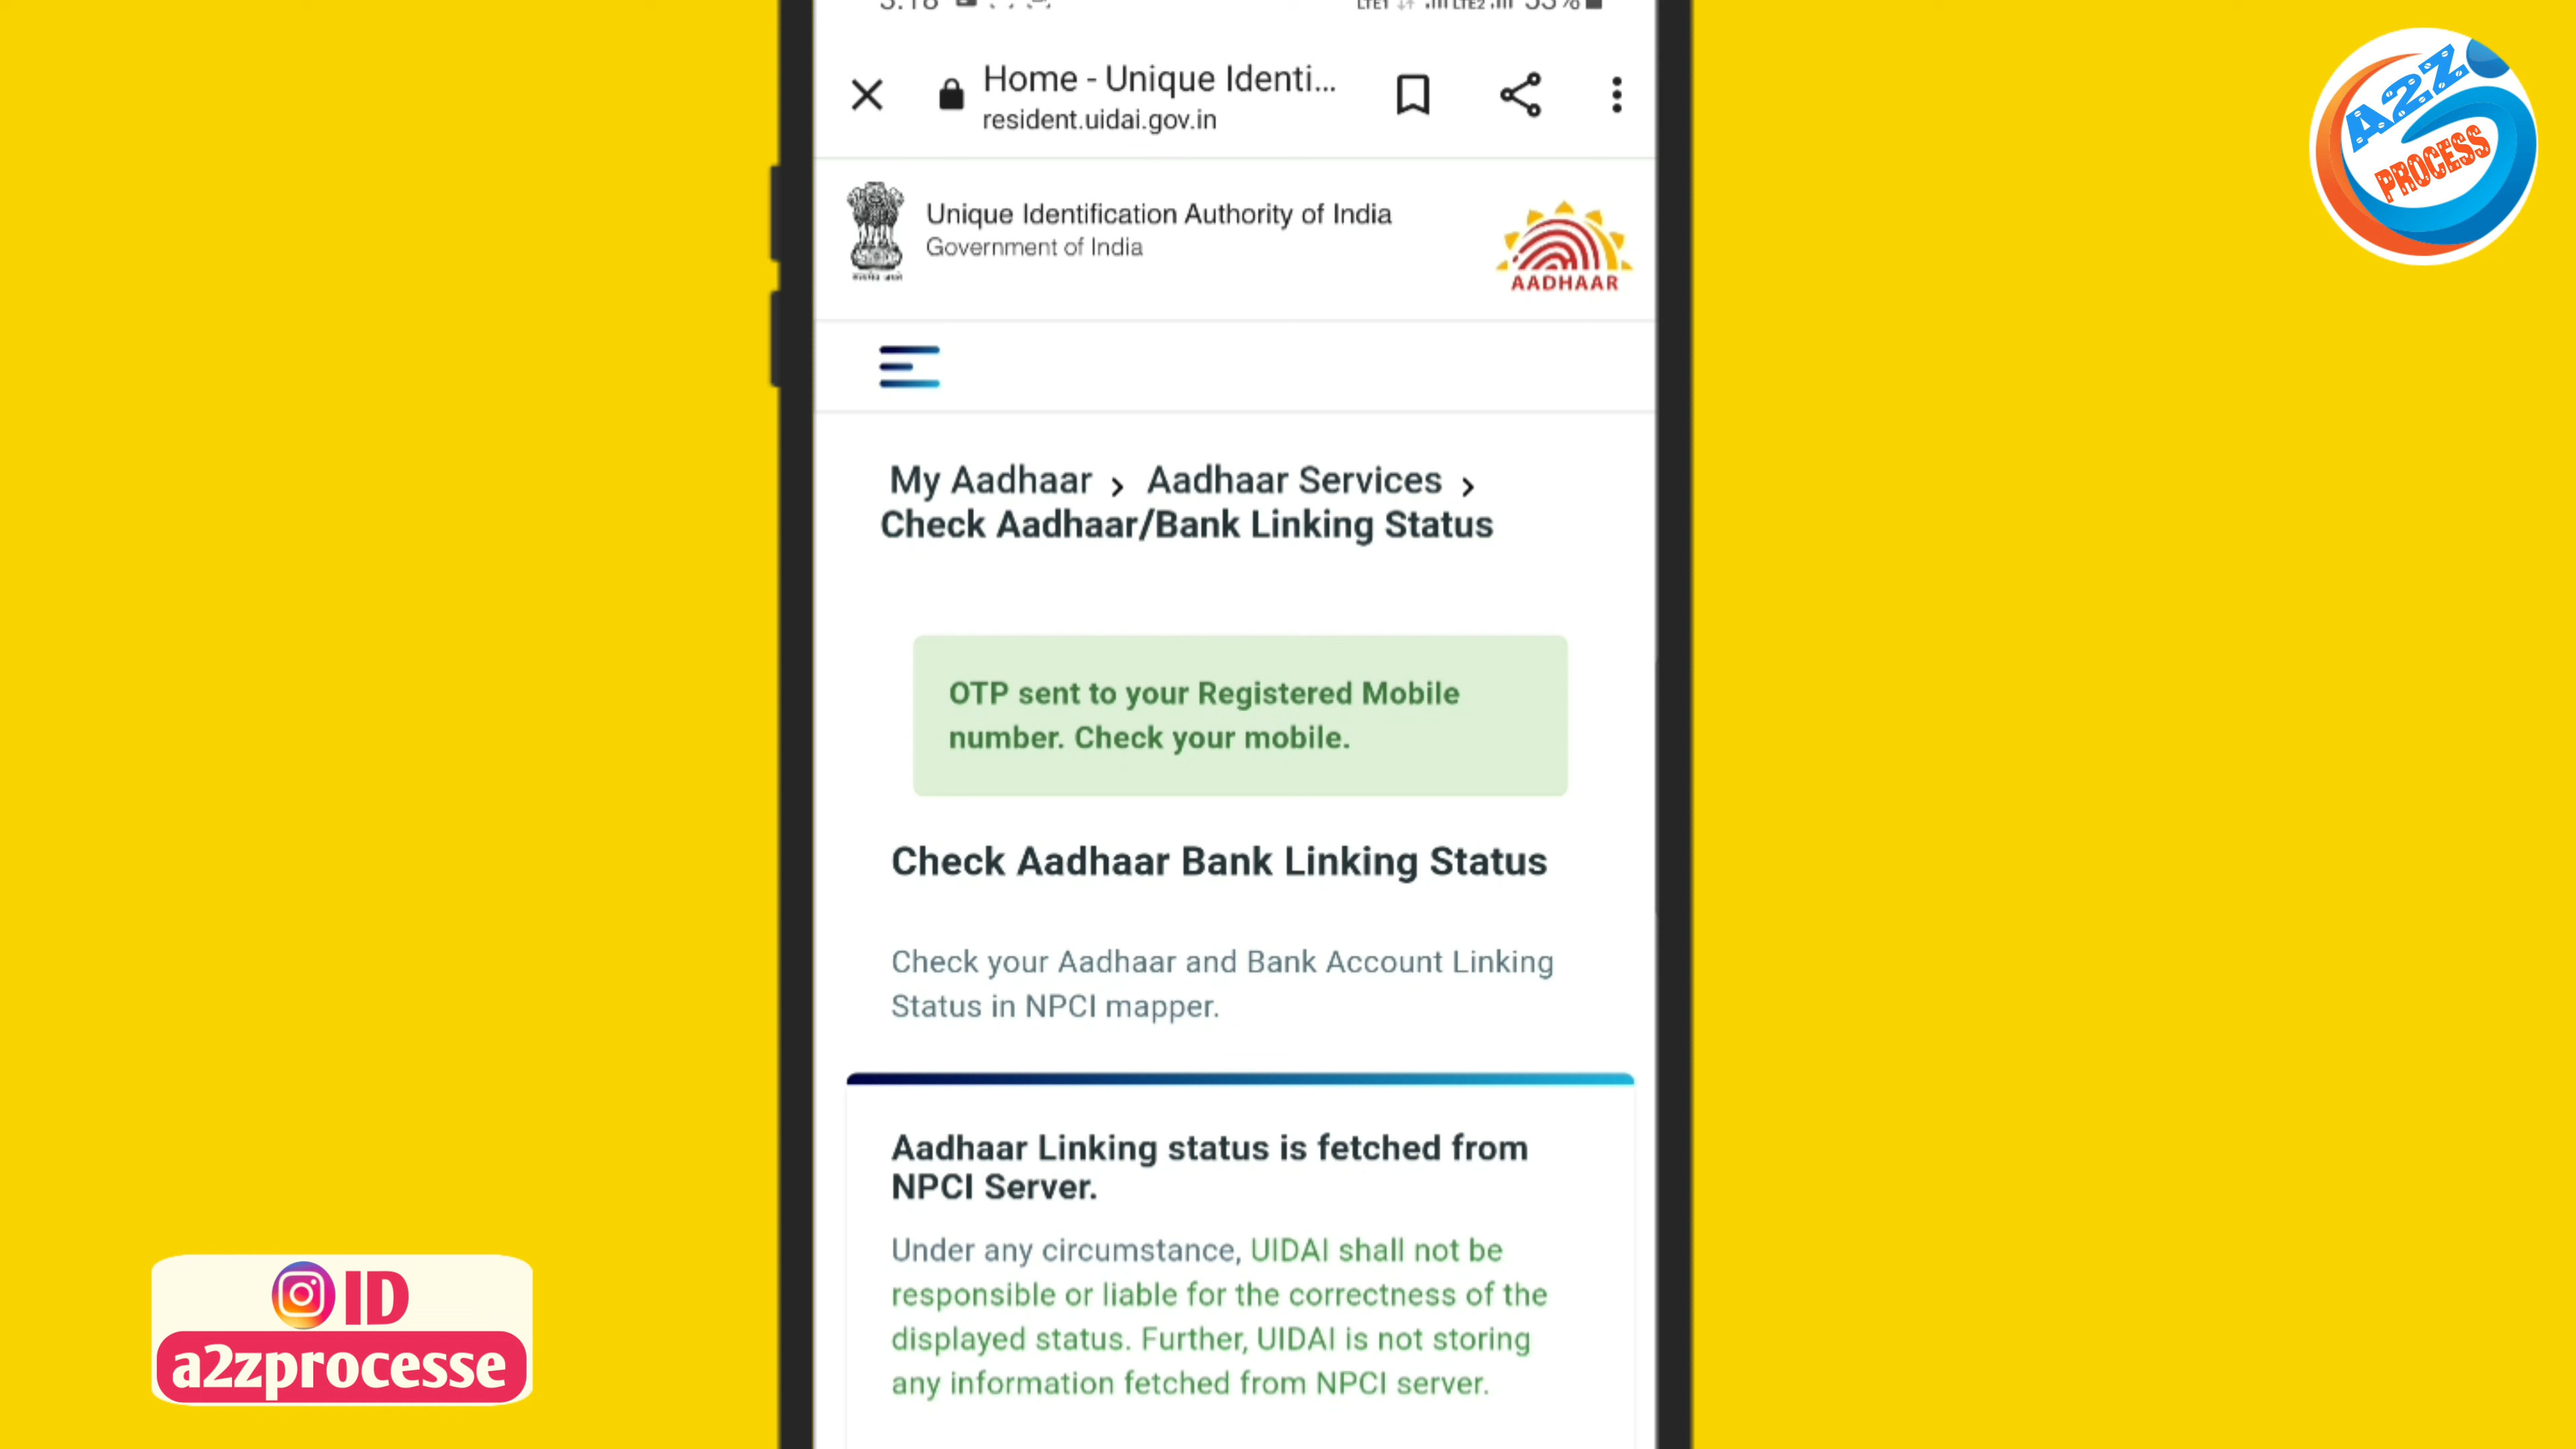 Home - Unique Identi...
resident.uidai.gov.in
A2Z
PROCESS
Unique Identification Authority of India
Government of India
AADHAAR
My Aadhaar › Aadhaar Services ›
Check Aadhaar/Bank Linking Status
OTP sent to your Registered Mobile
number. Check your mobile.
Check Aadhaar Bank Linking Status
Check your Aadhaar and Bank Account Linking
Status in NPCI mapper.
Aadhaar Linking status is fetched from
NPCI Server.
Under any circumstance, UIDAI shall not be
responsible or liable for the correctness of the
displayed status. Further, UIDAI is not storing
any information fetched from NPCI server.
ID
a2zprocesse